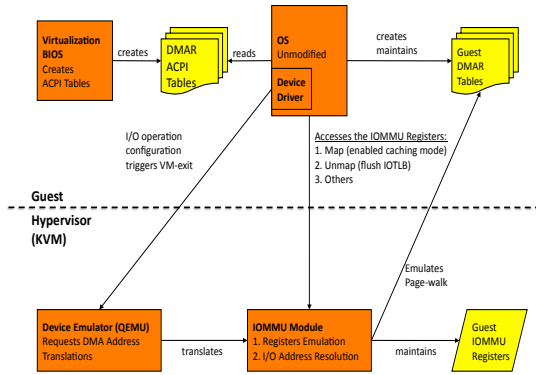 Virtualization
BIOS
Creates
ACPI Tables
creates
DMAR
ACPI
Tables
reads
OS
Unmodified
Device
Driver
creates
maintains
Guest
DMAR
Tables
I/O operation
configuration
triggers VM-exit
Accesses the IOMMU Registers:
1. Map (enabled caching mode)
2. Unmap (flush IOTLB)
3. Others
Guest
Hypervisor
(KVM)
Emulates
Page-walk
Device Emulator (QEMU)
Requests DMA Address
Translations
translates
IOMMU Module
1. Registers Emulation
2. I/O Address Resolution
maintains
Guest
IOMMU
Registers